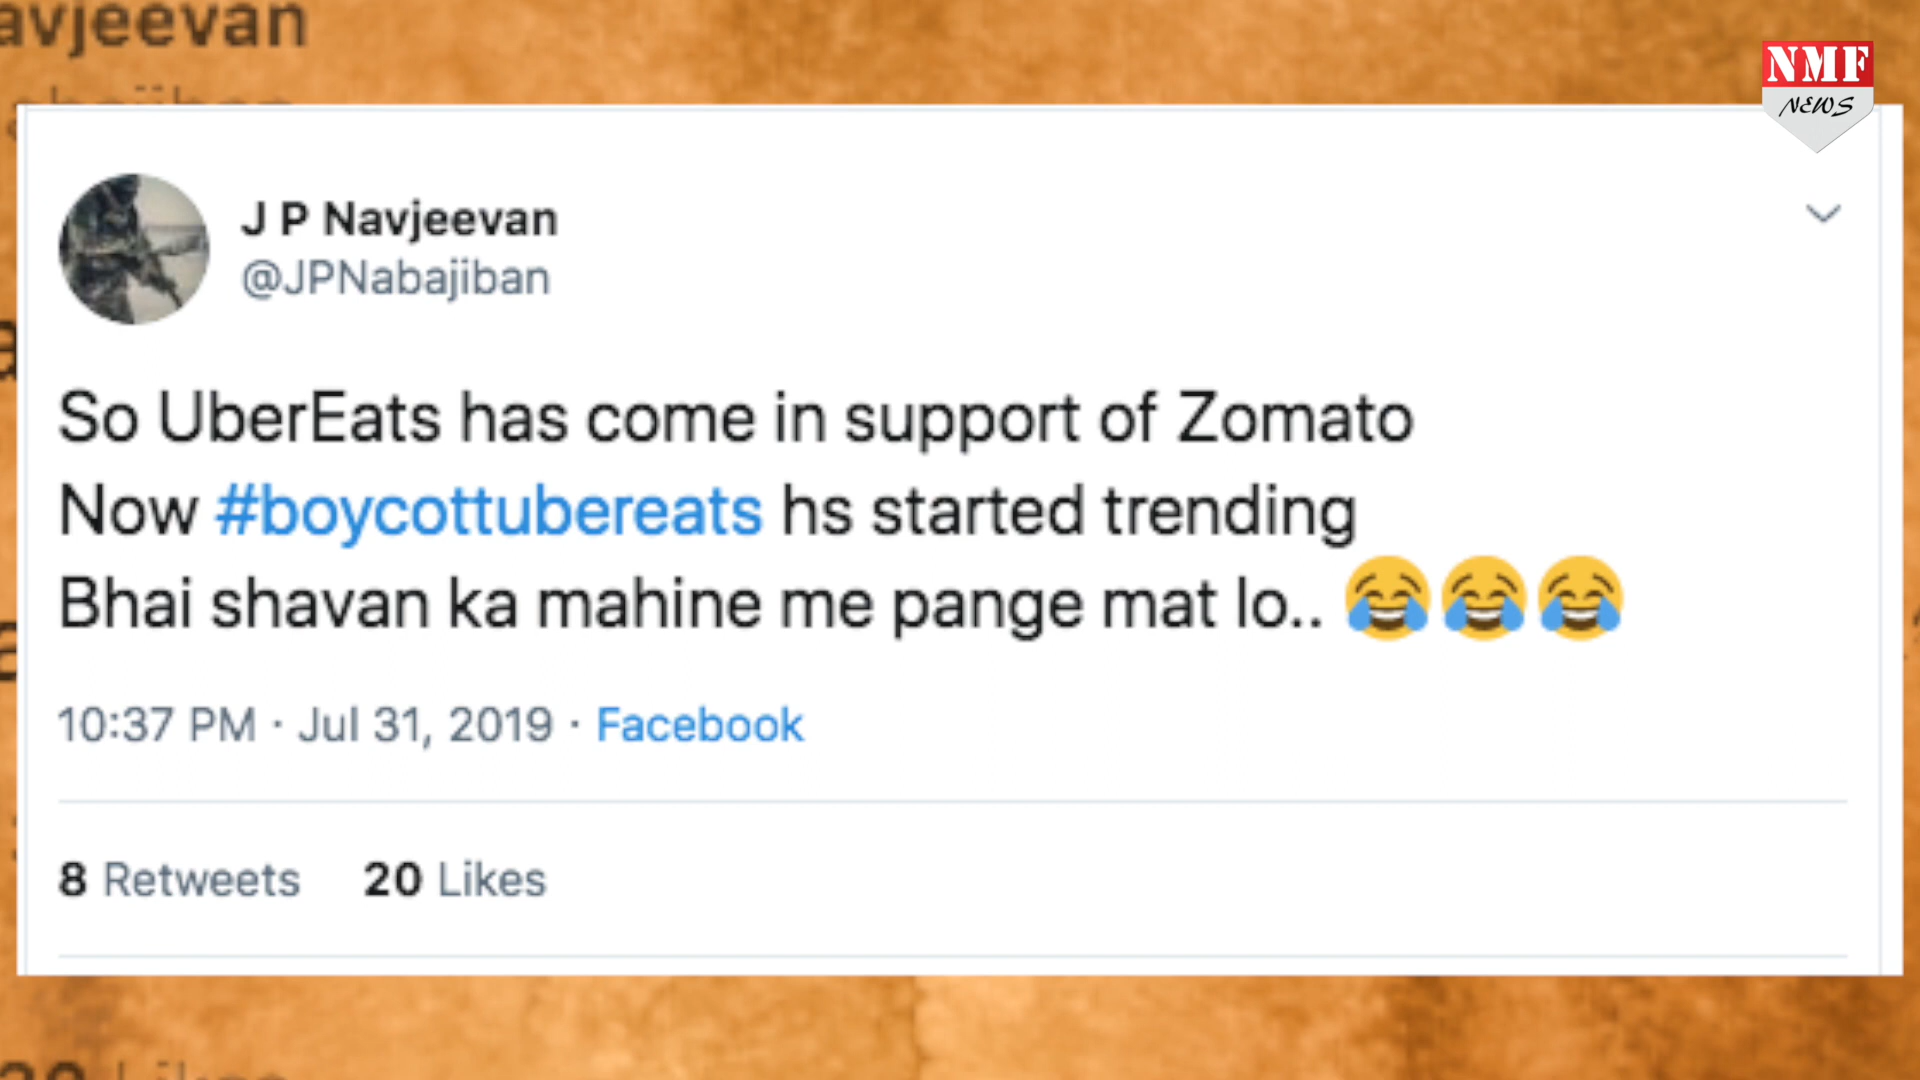 avjeevan
NMF
NEWS
J P Navjeevan
@JPNabajiban
So UberEats has come in support of Zomato
Now #boycottubereats hs started trending
Bhai shavan ka mahine me pange mat lo.. 😂😂😂
10:37 PM · Jul 31, 2019 · Facebook
8 Retweets 20 Likes